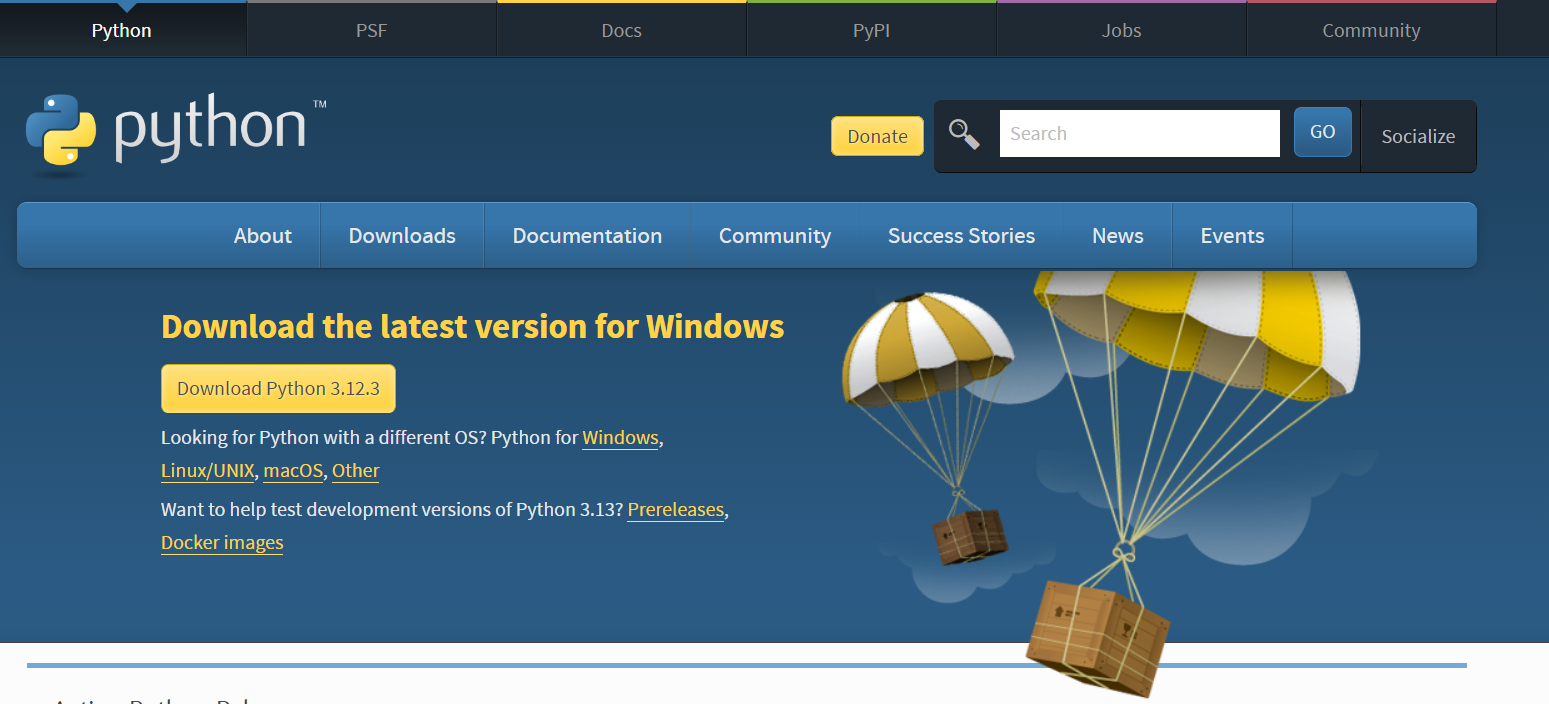 Python PSF Docs PyPI Jobs Community
python™
Donate Search GO Socialize
About Downloads Documentation Community Success Stories News Events
Download the latest version for Windows
Download Python 3.12.3
Looking for Python with a different OS? Python for Windows,
Linux/UNIX, macOS, Other
Want to help test development versions of Python 3.13? Prereleases,
Docker images